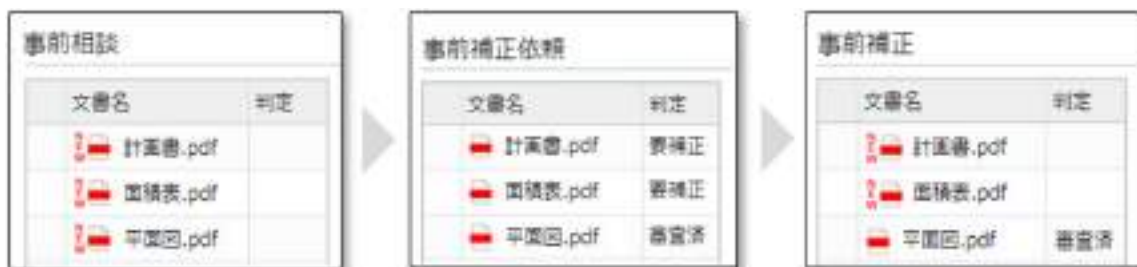 事前相談
文書名 判定
計画書.pdf
面積表.pdf
平面図.pdf
事前補正依頼
文書名 判定
計画書.pdf 要補正
面積表.pdf 要補正
平面図.pdf 審査済
事前補正
文書名 判定
計画書.pdf
面積表.pdf
平面図.pdf 審査済